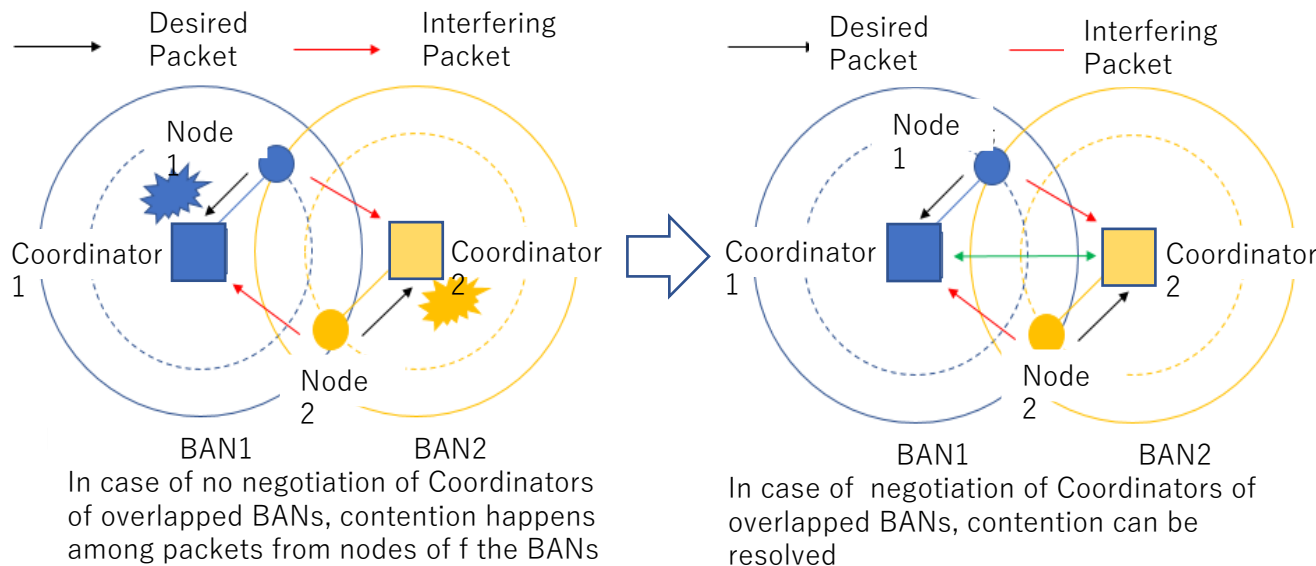 Desired
Packet
Interfering
Packet
Node
1
Coordinator
1
Coordinator
2
Node
2
BAN1
BAN2
In case of no negotiation of Coordinators
of overlapped BANs, contention happens
among packets from nodes of f the BANs
Desired
Packet
Interfering
Packet
Node
1
Coordinator
1
Coordinator
2
Node
2
BAN1
BAN2
In case of  negotiation of Coordinators of
overlapped BANs, contention can be
resolved